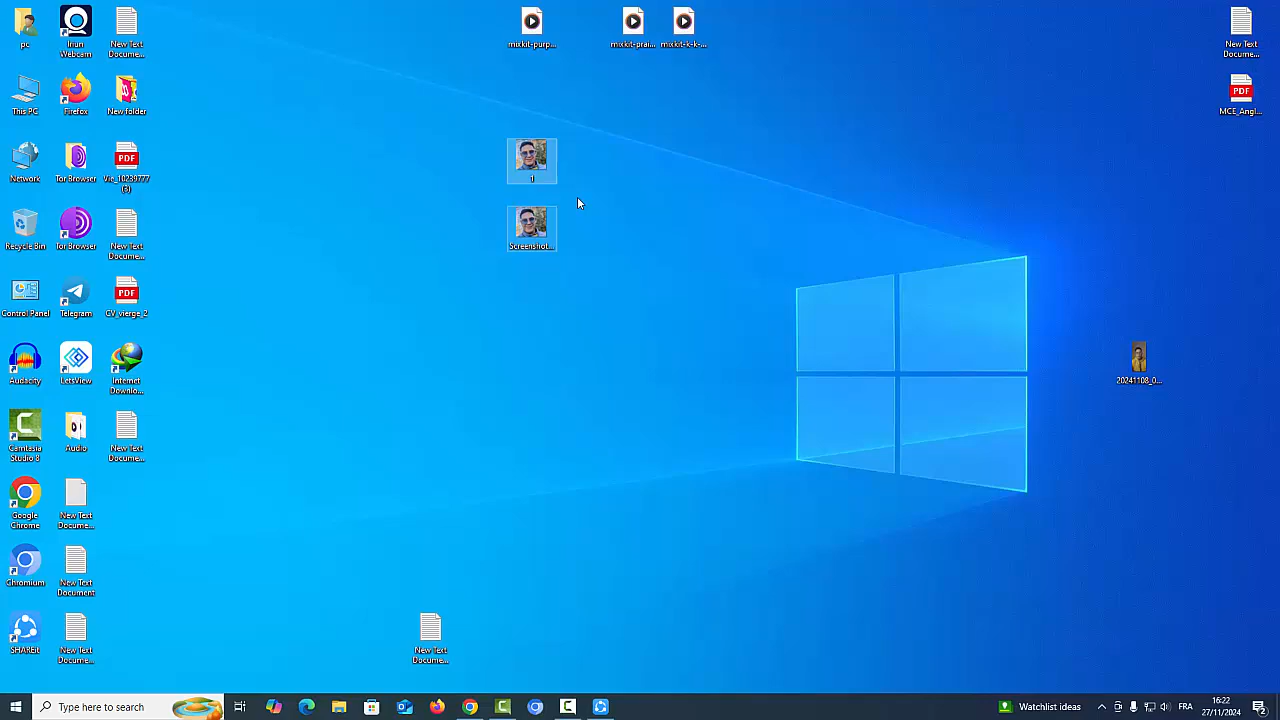 pc
Iriun
Webcam
New Text
Docume...
mixkit-purp...
mixkit-prai...
mixkit-k-k-...
New Text
Docume...
This PC
Firefox
New folder
MCE_Angl...
PDF
Network
Tor Browser
PDF
Vie_10239777
(3)
1
Recycle Bin
Tor Browser
New Text
Docume...
Screenshot...
Control Panel
Telegram
PDF
CV_vierge_2
Audacity
LetsView
Internet
Downlo...
20241108_0...
Camtasia
Studio 8
Audio
New Text
Docume...
Google
Chrome
New Text
Docume...
Chromium
New Text
Document
SHAREit
New Text
Docume...
New Text
Docume...
Type here to search
Watchlist ideas
FRA
16:22
27/11/2024
2